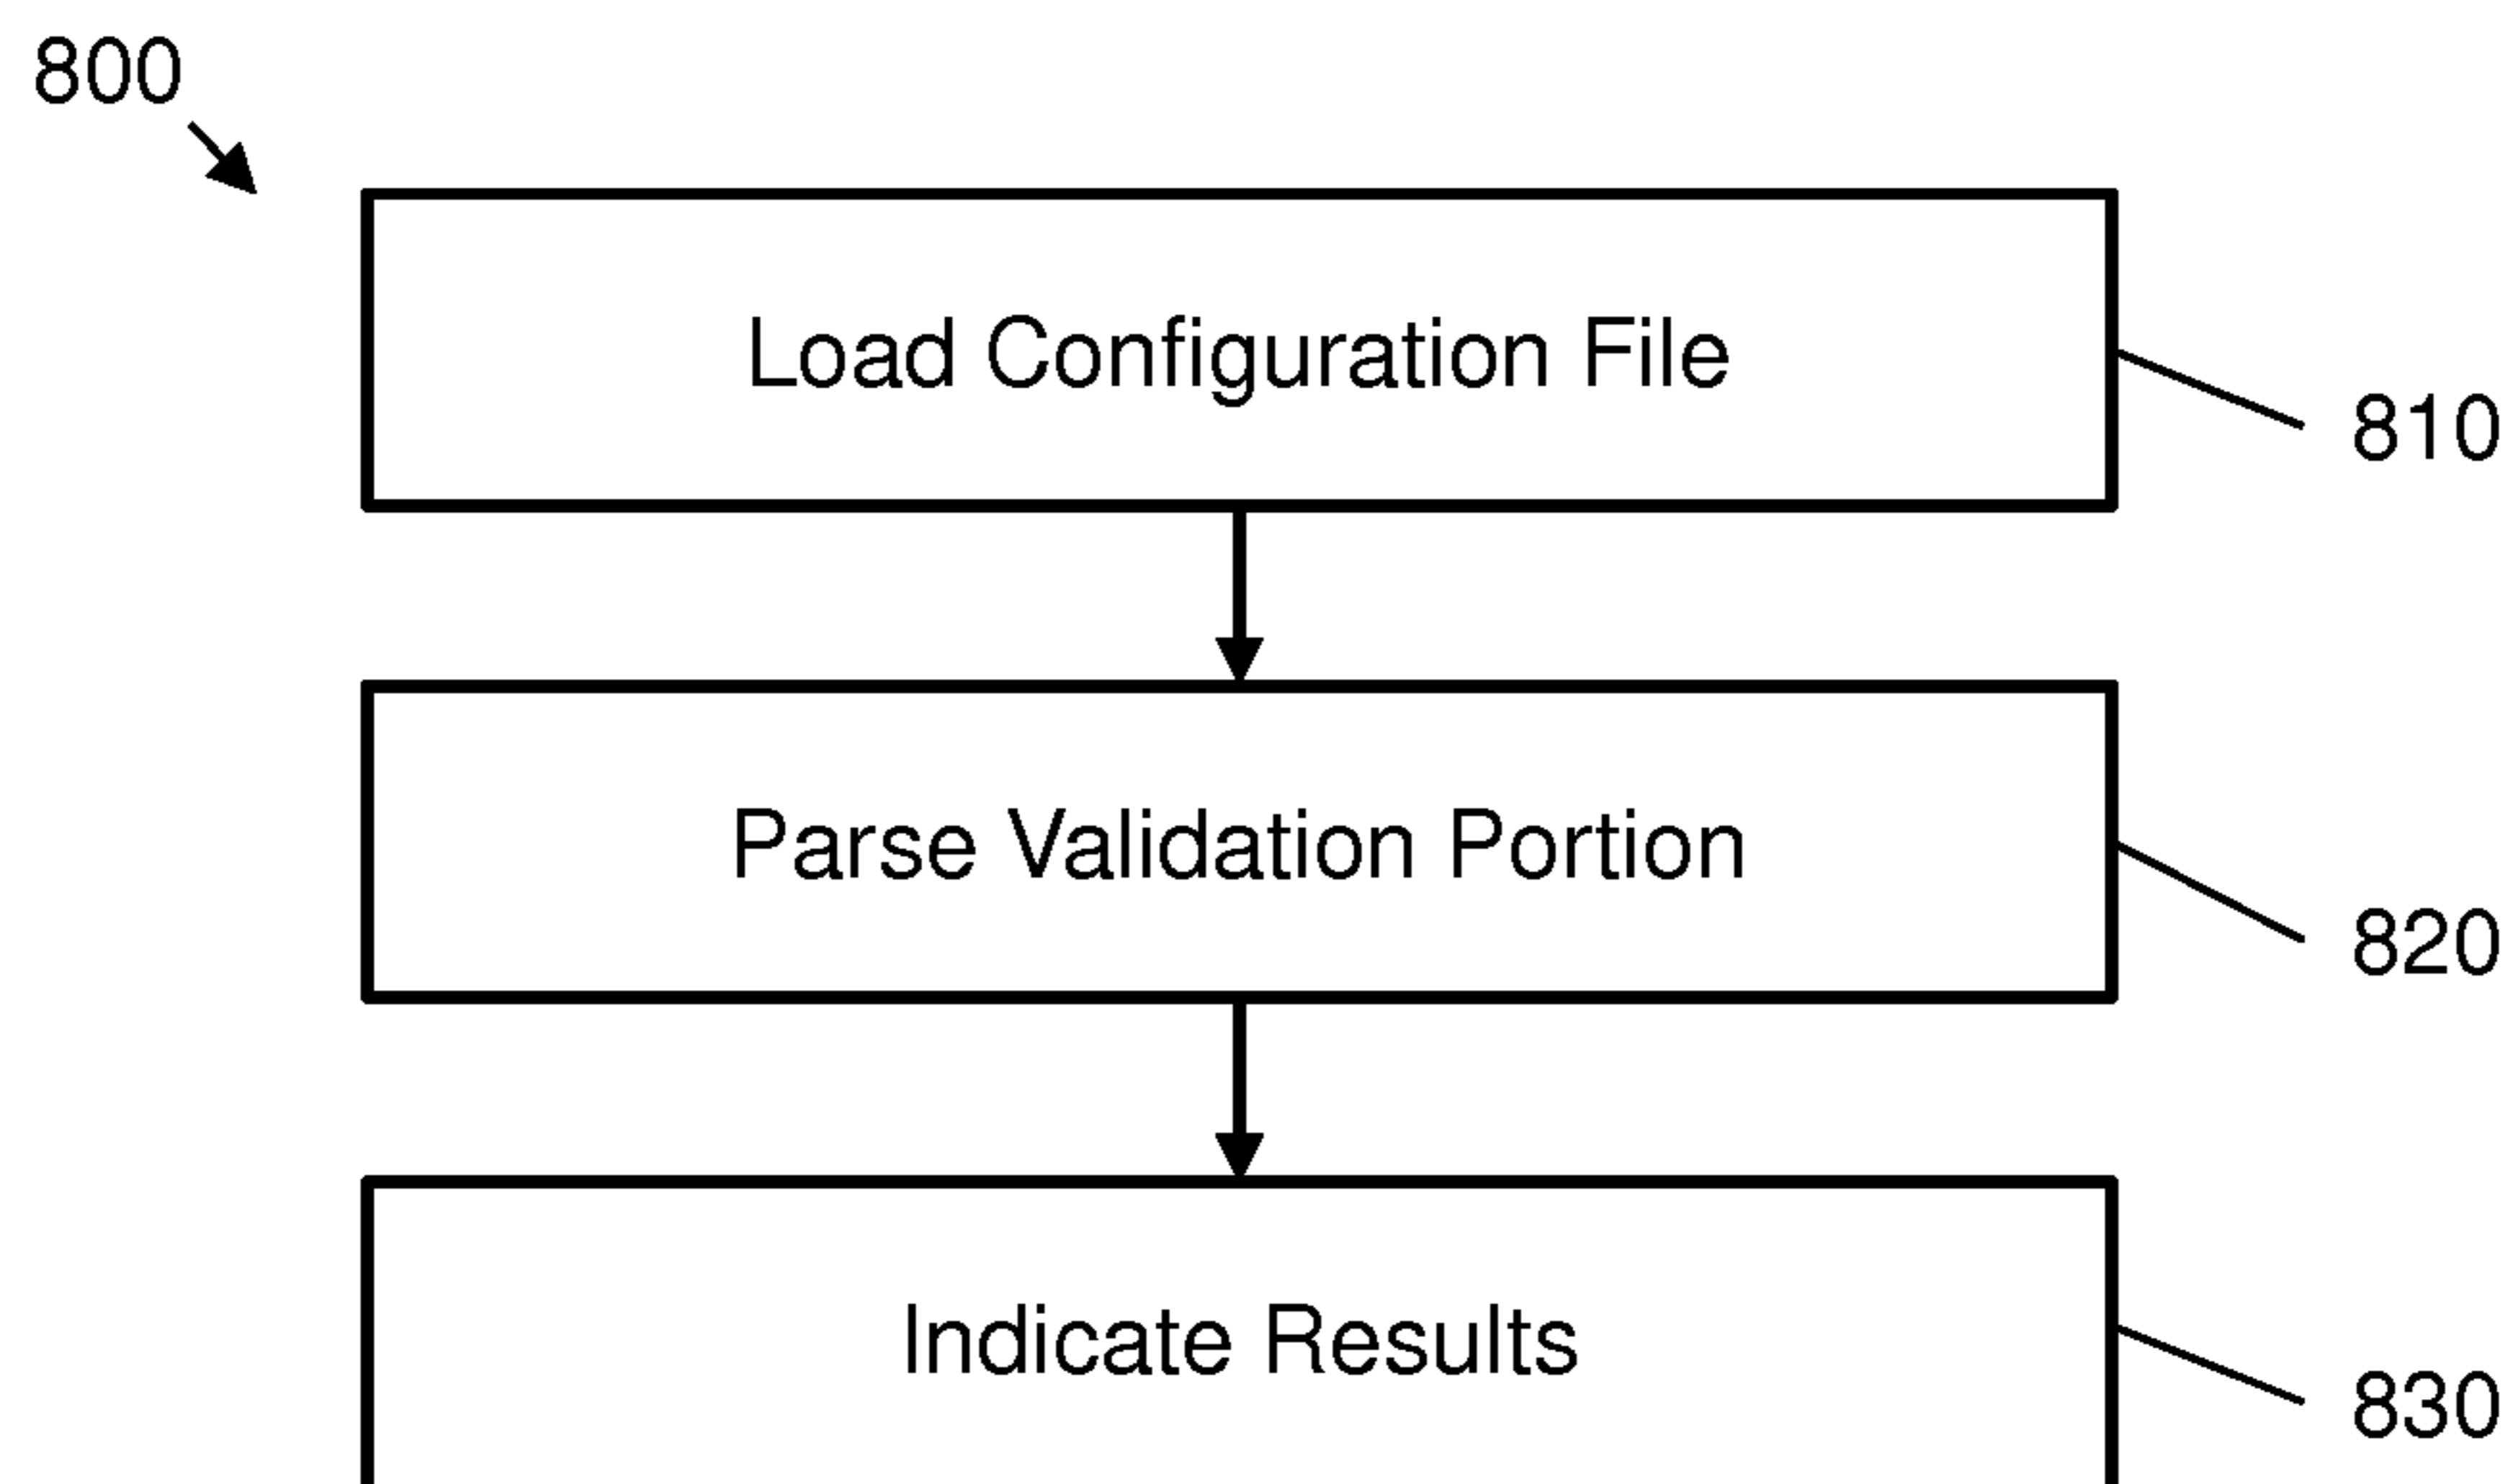 800
Load Configuration File
810
Parse Validation Portion
820
Indicate Results
830